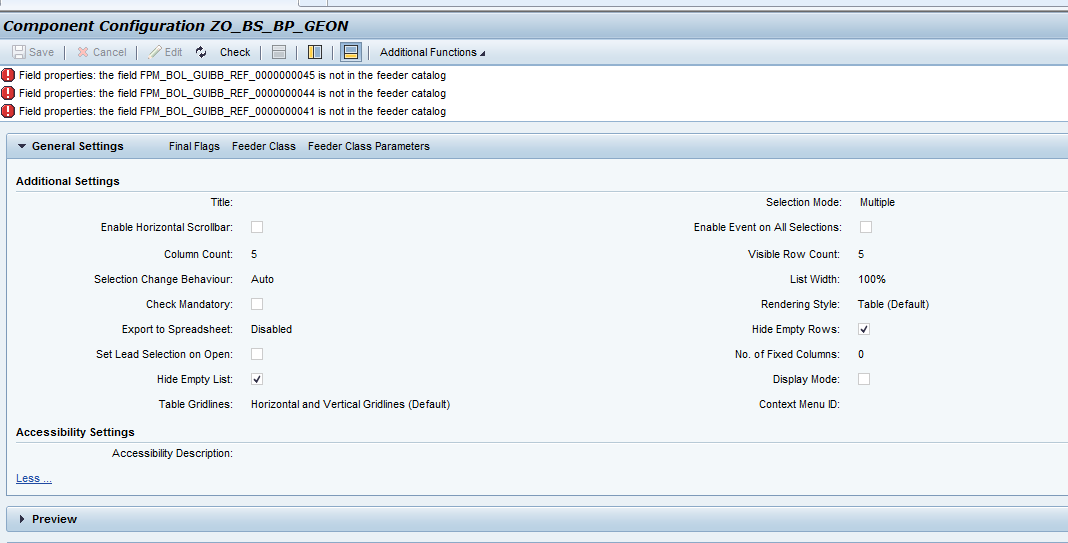 Component Configuration ZO_BS_BP_GEON
Save Cancel Edit Check Additional Functions
Field properties: the field FPM_BOL_GUIBB_REF_0000000045 is not in the feeder catalog
Field properties: the field FPM_BOL_GUIBB_REF_0000000044 is not in the feeder catalog
Field properties: the field FPM_BOL_GUIBB_REF_0000000041 is not in the feeder catalog
General Settings Final Flags Feeder Class Feeder Class Parameters
Additional Settings
Title: Selection Mode: Multiple
Enable Horizontal Scrollbar: Enable Event on All Selections:
Column Count: 5 Visible Row Count: 5
Selection Change Behaviour: Auto List Width: 100%
Check Mandatory: Rendering Style: Table (Default)
Export to Spreadsheet: Disabled Hide Empty Rows:
Set Lead Selection on Open: No. of Fixed Columns: 0
Hide Empty List: Display Mode:
Table Gridlines: Horizontal and Vertical Gridlines (Default) Context Menu ID:
Accessibility Settings
Accessibility Description:
Less ...
Preview